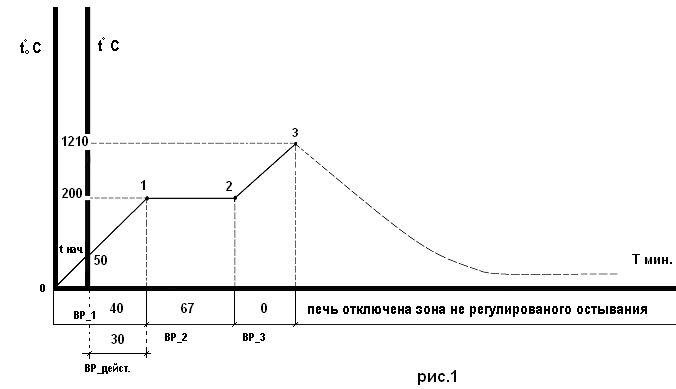 t° C
t° C
1210
3
200
1
2
t нач
50
0
T мин.
40
67
0
печь отключена зона не регулированого остывания
ВР_1
30
ВР_2
ВР_3
ВР_дейст.
рис.1